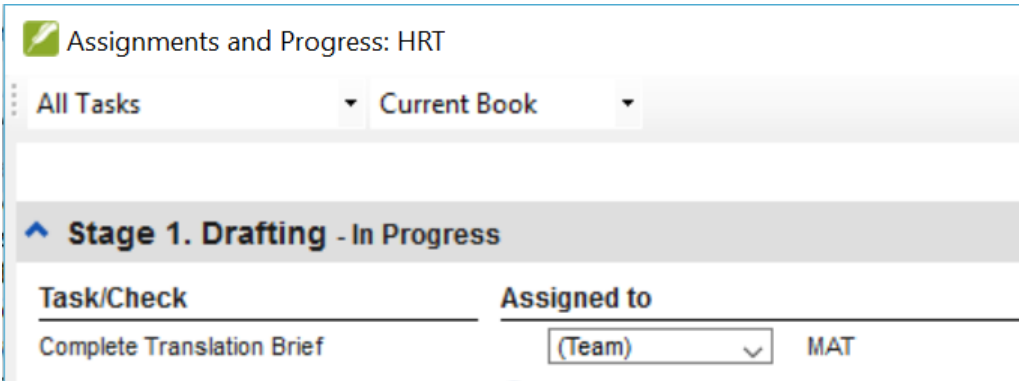 Assignments and Progress: HRT
All Tasks Current Book
Stage 1. Drafting - In Progress
Task/Check Assigned to
Complete Translation Brief (Team) MAT